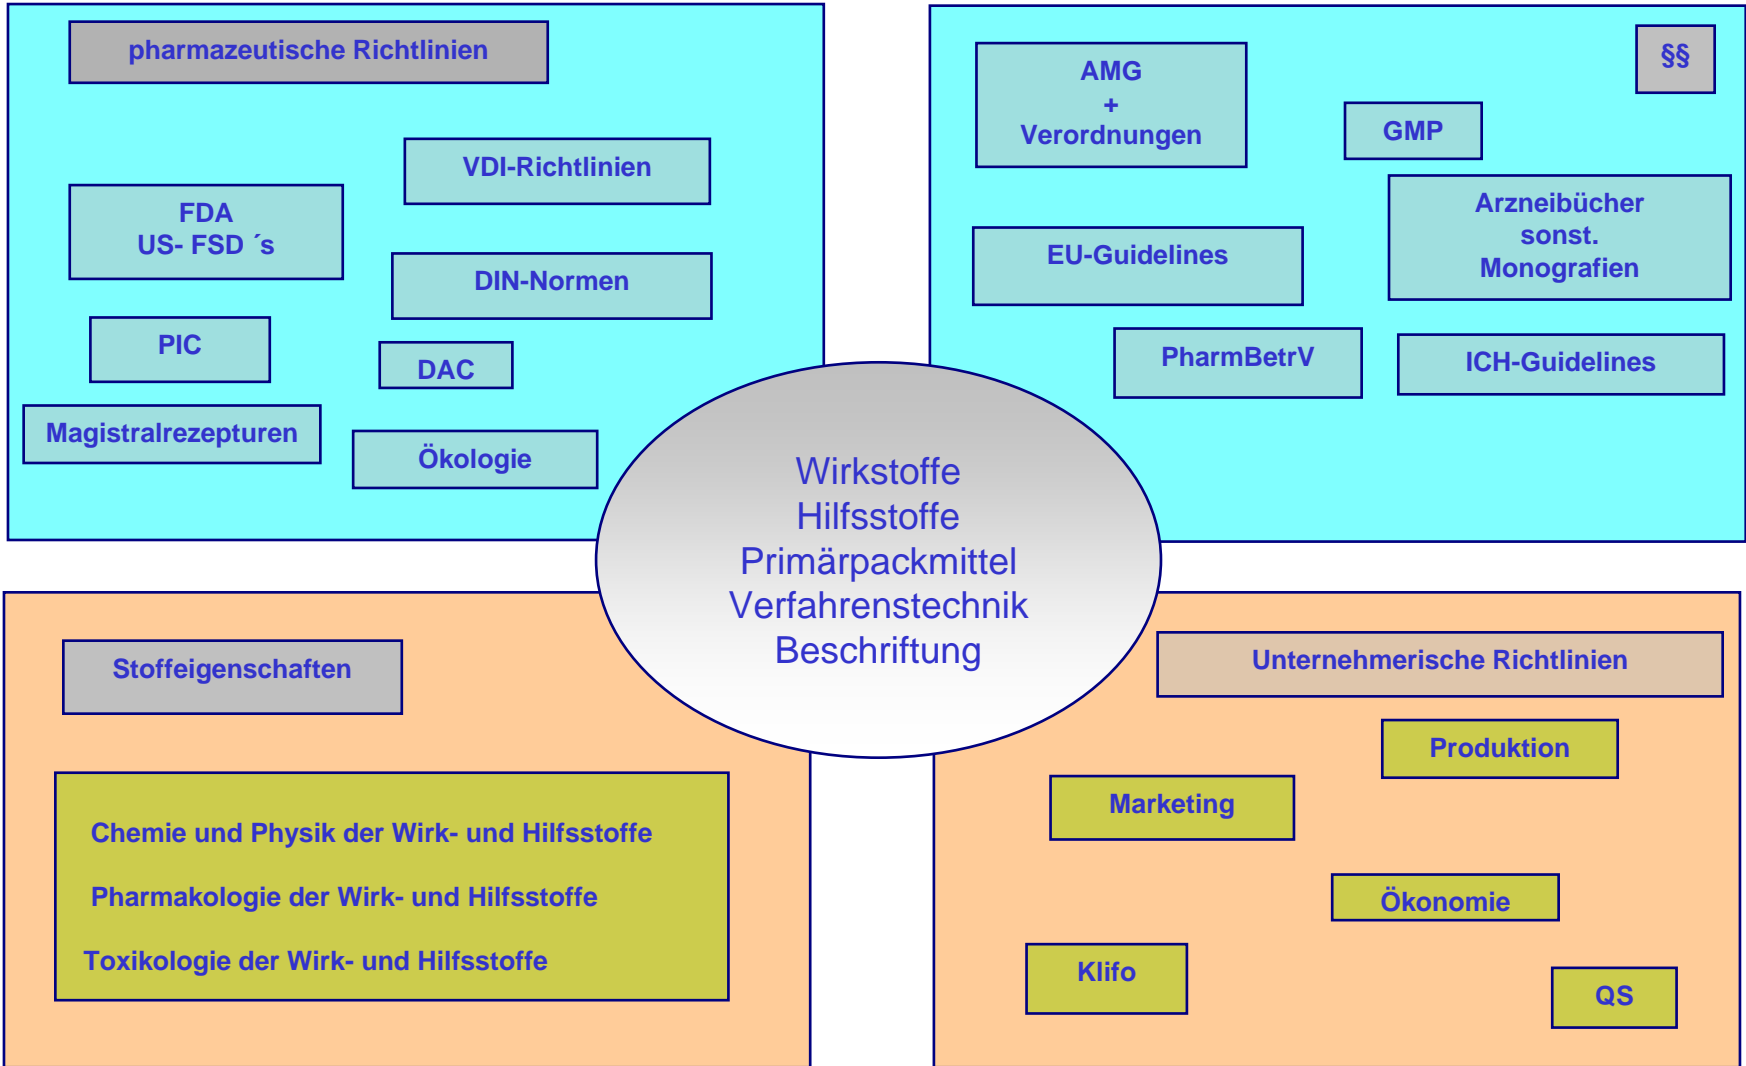 pharmazeutische Richtlinien
VDI-Richtlinien
FDA
US- FSD ´s
DIN-Normen
PIC
DAC
Magistralrezepturen
Ökologie
§§
AMG
+
Verordnungen
GMP
Arzneibücher
sonst.
Monografien
EU-Guidelines
PharmBetrV
ICH-Guidelines
Wirkstoffe
Hilfsstoffe
Primärpackmittel
Verfahrenstechnik
Beschriftung
Stoffeigenschaften
Chemie und Physik der Wirk- und Hilfsstoffe
Pharmakologie der Wirk- und Hilfsstoffe
Toxikologie der Wirk- und Hilfsstoffe
Unternehmerische Richtlinien
Produktion
Marketing
Ökonomie
Klifo
QS